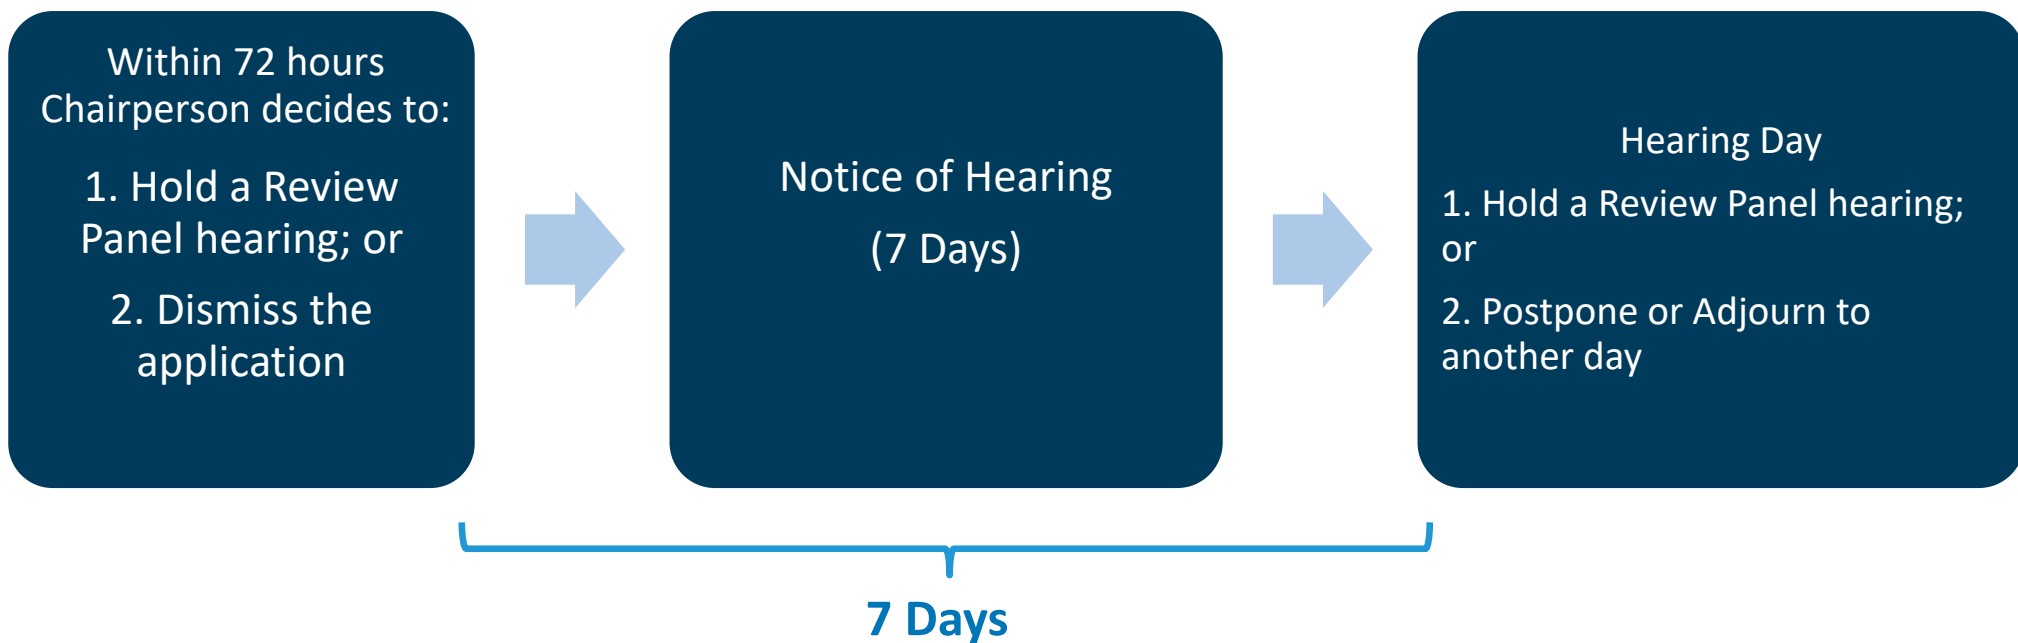 Within 72 hours
Chairperson decides to:
1. Hold a Review
Panel hearing; or
2. Dismiss the
application
Notice of Hearing
(7 Days)
Hearing Day
1. Hold a Review Panel hearing;
or
2. Postpone or Adjourn to
another day
7 Days